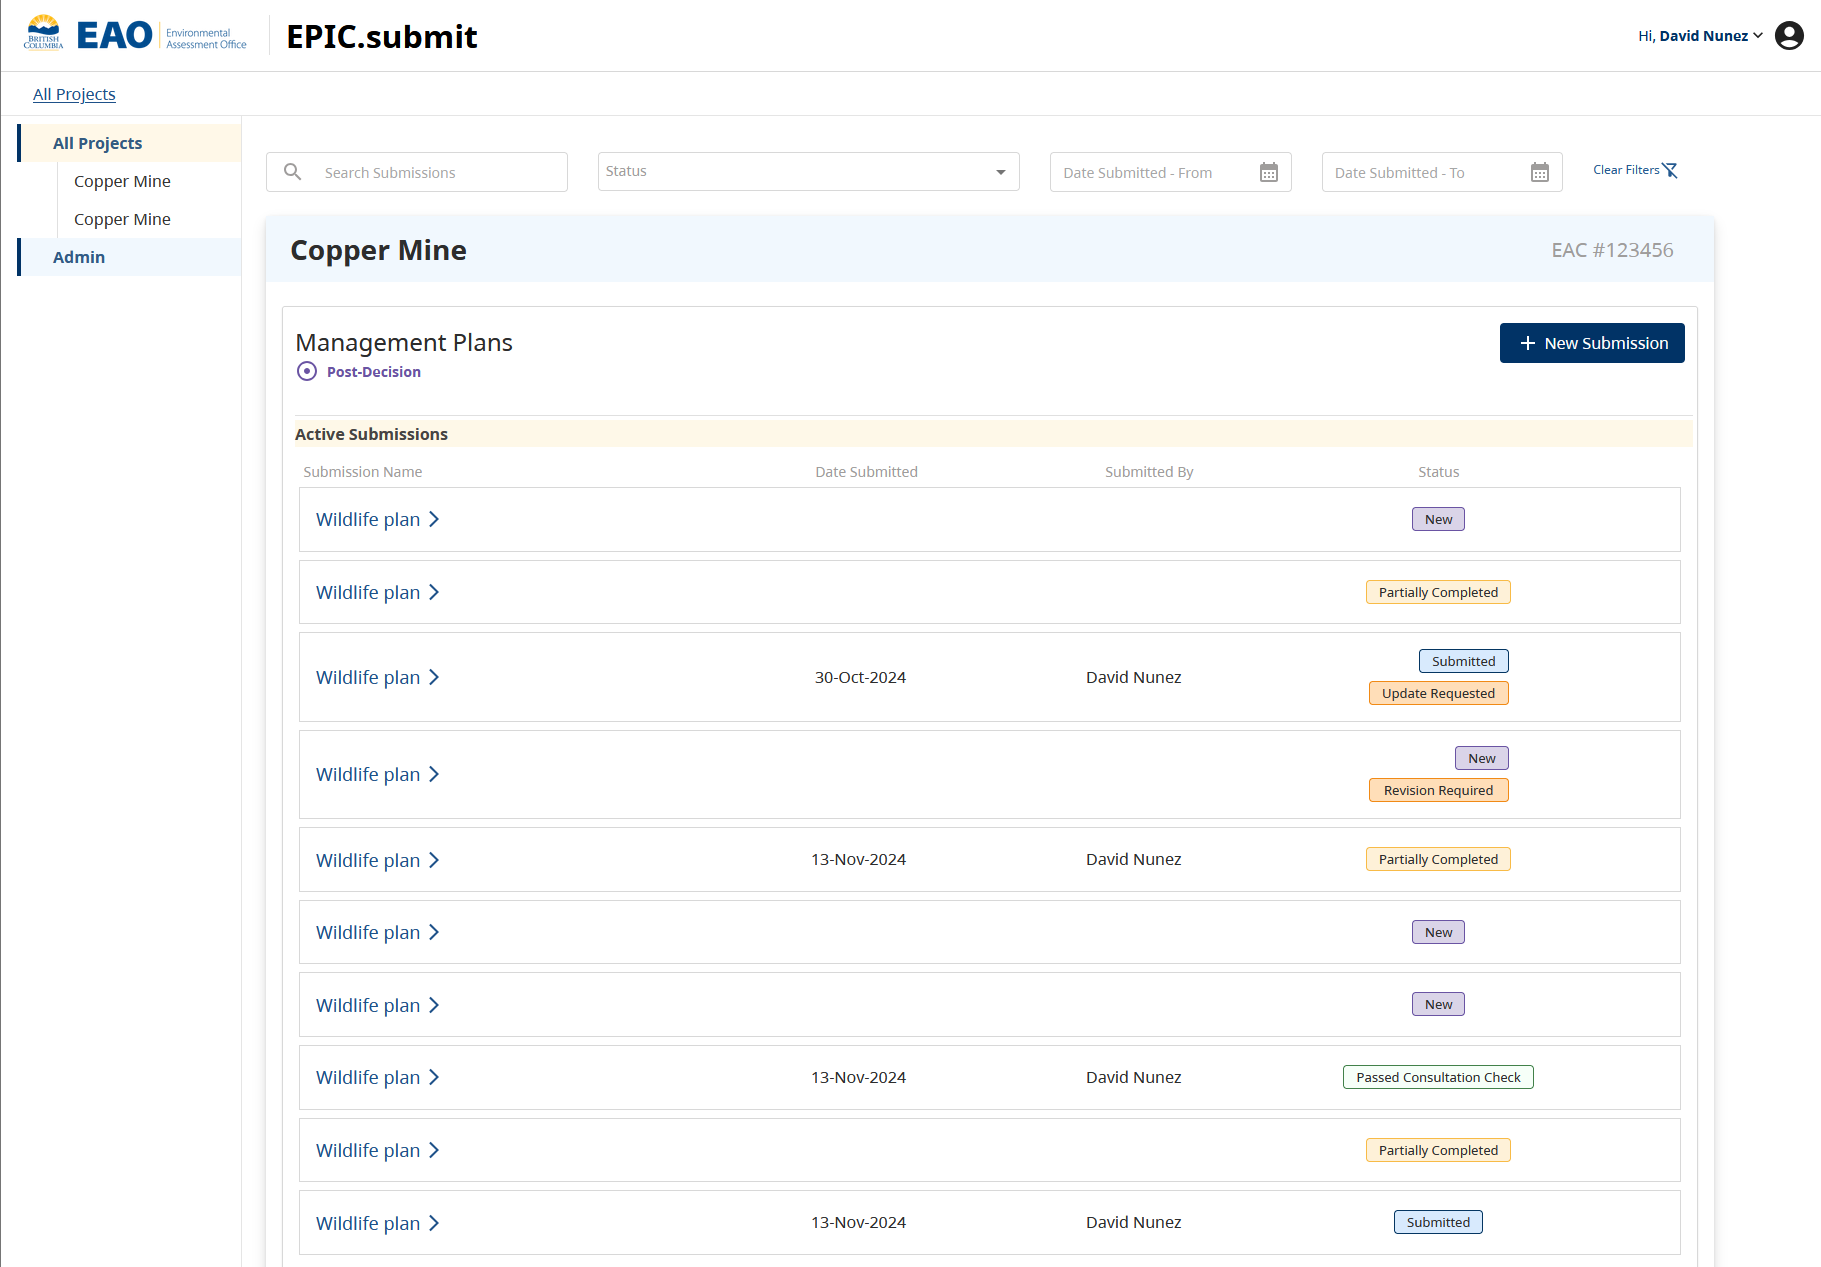 BRITISH
COLUMBIA
EAO
Environmental
Assessment Office
EPIC.submit
Hi, David Nunez
All Projects
All Projects
Copper Mine
Copper Mine
Admin
Search Submissions
Status
Date Submitted - From
Date Submitted - To
Clear Filters
Copper Mine
EAC #123456
Management Plans
Post-Decision
New Submission
Active Submissions
Submission Name Date Submitted Submitted By Status
Wildlife plan New
Wildlife plan Partially Completed
Wildlife plan 30-Oct-2024 David Nunez Submitted
Update Requested
Wildlife plan New
Revision Required
Wildlife plan 13-Nov-2024 David Nunez Partially Completed
Wildlife plan New
Wildlife plan New
Wildlife plan 13-Nov-2024 David Nunez Passed Consultation Check
Wildlife plan Partially Completed
Wildlife plan 13-Nov-2024 David Nunez Submitted